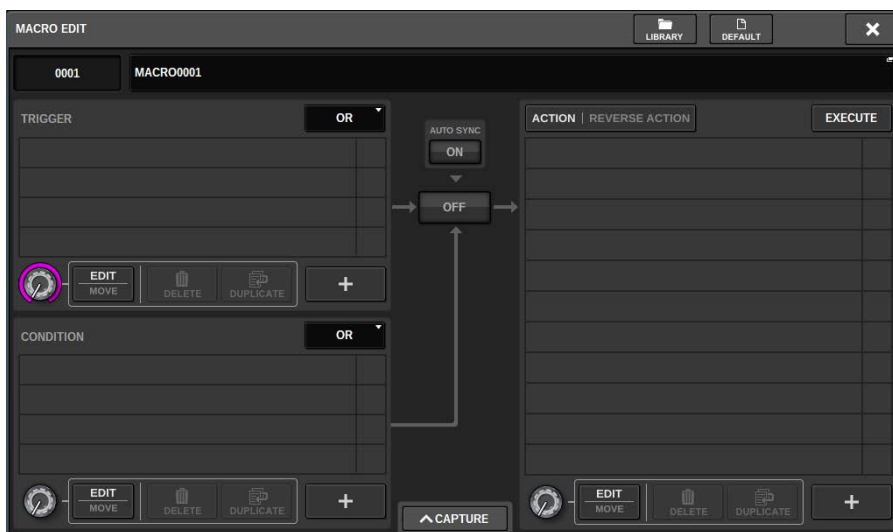 MACRO EDIT
LIBRARY
DEFAULT
0001
MACRO0001
TRIGGER
OR
AUTO SYNC
ON
OFF
ACTION | REVERSE ACTION
EXECUTE
EDIT
MOVE
DELETE
DUPLICATE
+
CONDITION
OR
EDIT
MOVE
DELETE
DUPLICATE
+
CAPTURE
EDIT
MOVE
DELETE
DUPLICATE
+